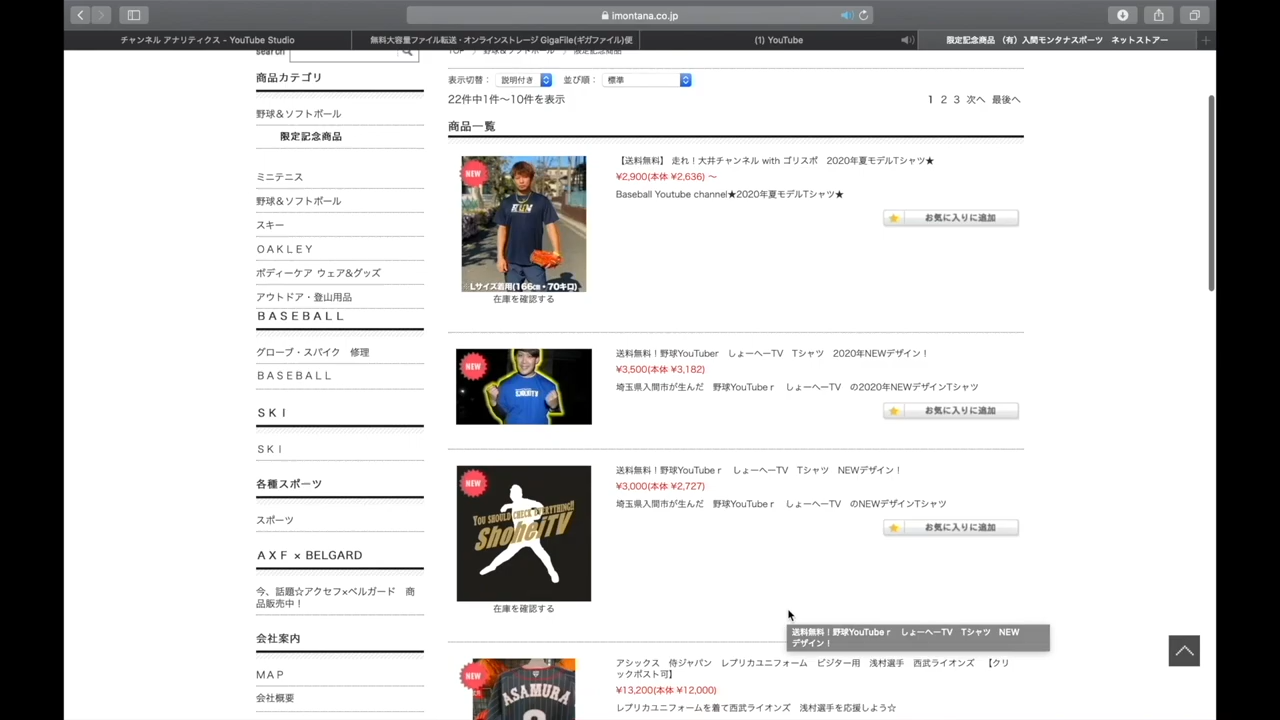 imontana.co.jp
チャンネル アナリティクス - YouTube Studio
無料大容量ファイル転送・オンラインストレージ GigaFile(ギガファイル)便
(1) YouTube
限定記念商品 （有）入間モンタナスポーツ　ネットストアー
search
TOP > 野球＆ソフトボール > 限定記念商品
商品カテゴリ
野球＆ソフトボール
限定記念商品
ミニテニス
野球＆ソフトボール
スキー
ＯＡＫＬＥＹ
ボディーケア ウェア&グッズ
アウトドア・登山用品
ＢＡＳＥＢＡＬＬ
グローブ・スパイク　修理
ＢＡＳＥＢＡＬＬ
ＳＫＩ
ＳＫＩ
各種スポーツ
スポーツ
ＡＸＦ × BELGARD
今、話題☆アクセフ×ベルガード　商
品販売中！
会社案内
ＭＡＰ
会社概要
表示切替： 説明付き 並び順： 標準
22件中1件〜10件を表示
1 2 3 次へ 最後へ
商品一覧
NEW
RUN
Lサイズ着用(166㎝・70キロ)
在庫を確認する
【送料無料】 走れ！大井チャンネル with ゴリスポ　2020年夏モデルTシャツ★
¥2,900(本体 ¥2,636) 〜
Baseball Youtube channel★2020年夏モデルTシャツ★
お気に入りに追加
NEW
SHOHEITV
送料無料！野球YouTuber　しょーへーTV　Tシャツ　2020年NEWデザイン！
¥3,500(本体 ¥3,182)
埼玉県入間市が生んだ　野球YouTubeｒ　しょーへーTV　の2020年NEWデザインTシャツ
お気に入りに追加
NEW
YOU SHOULD CHECK EVERYTHING!!
ShoheiTV
在庫を確認する
送料無料！野球YouTubeｒ　しょーへーTV　Tシャツ　NEWデザイン！
¥3,000(本体 ¥2,727)
埼玉県入間市が生んだ　野球YouTubeｒ　しょーへーTV　のNEWデザインTシャツ
お気に入りに追加
送料無料！野球YouTubeｒ　しょーへーTV　Tシャツ　NEW
デザイン！
NEW
ASAMURA
アシックス　侍ジャパン　レプリカユニフォーム　ビジター用　浅村選手　西武ライオンズ　【クリ
ックポスト可】
¥13,200(本体 ¥12,000)
レプリカユニフォームを着て西武ライオンズ　浅村選手を応援しよう☆